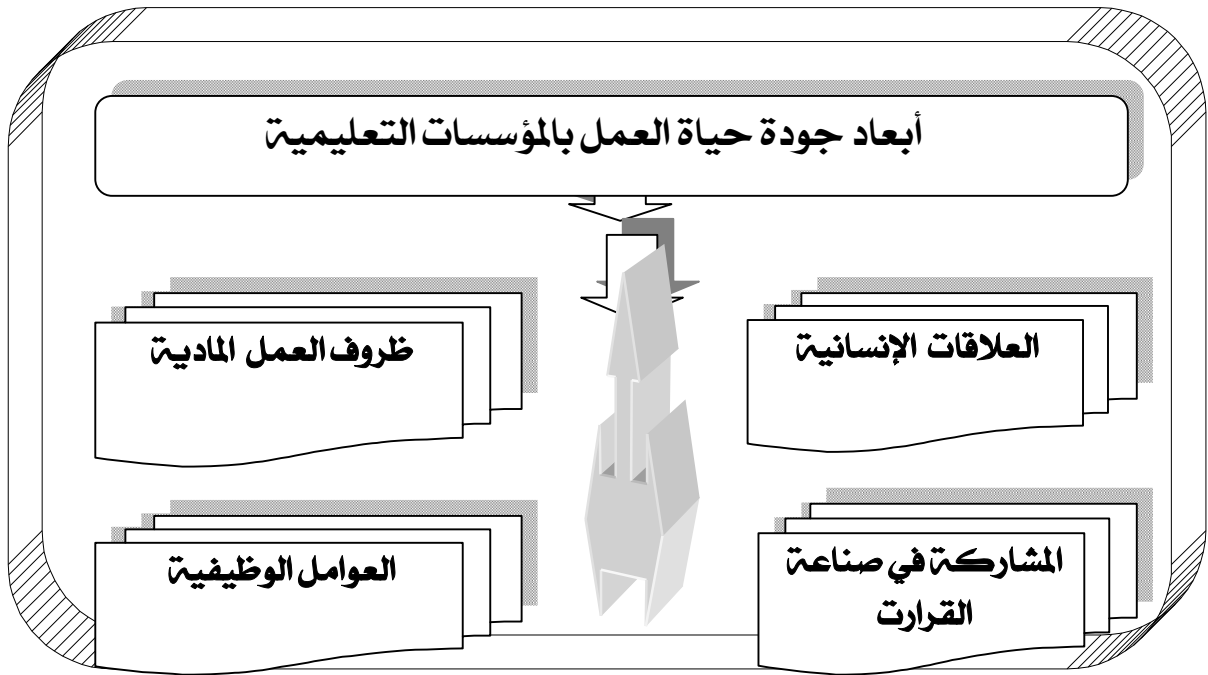 أبعاد جودة حياة العمل بالمؤسسات التعليمية
العلاقات الإنسانية
ظروف العمل المادية
المشاركة في صناعة
القرارت
العوامل الوظيفية